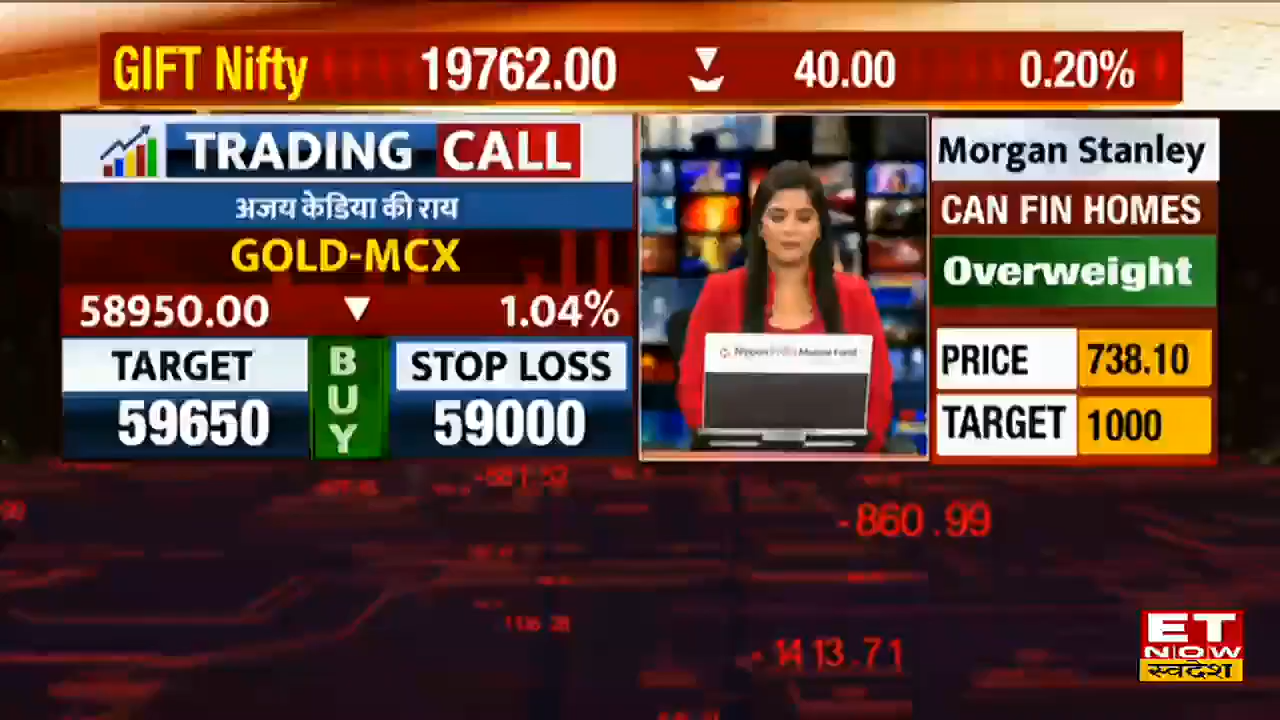 GIFT Nifty 19762.00 40.00 0.20%
TRADING CALL
अजय केडिया की राय
GOLD-MCX
58950.00 1.04%
TARGET
59650
BUY
STOP LOSS
59000
Morgan Stanley
CAN FIN HOMES
Overweight
PRICE 738.10
TARGET 1000
-860.99
-1413.71
ET
NOW
स्वदेश